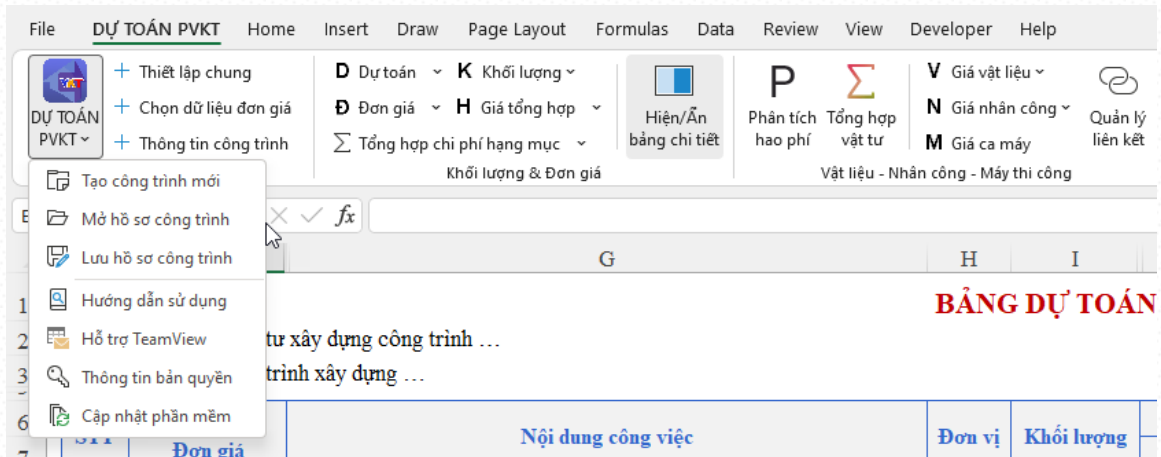 File DỰ TOÁN PVKT Home Insert Draw Page Layout Formulas Data Review View Developer Help
DỰ TOÁN
PVKT
Thiết lập chung
Chọn dữ liệu đơn giá
Thông tin công trình
D Dự toán K Khối lượng
Đ Đơn giá H Giá tổng hợp
∑ Tổng hợp chi phí hạng mục
Hiện/Ẩn
bảng chi tiết
Khối lượng & Đơn giá
P
Phân tích
hao phí
∑
Tổng hợp
vật tư
V Giá vật liệu
N Giá nhân công
M Giá ca máy
Quản lý
liên kết
Vật liệu - Nhân công - Máy thi công
Tạo công trình mới
Mở hồ sơ công trình
Lưu hồ sơ công trình
Hướng dẫn sử dụng
Hỗ trợ TeamView
Thông tin bản quyền
Cập nhật phần mềm
fx
G H I
1 BẢNG DỰ TOÁN
2 tư xây dựng công trình …
3 trình xây dựng …
6
7
STT Đơn giá Nội dung công việc Đơn vị Khối lượng